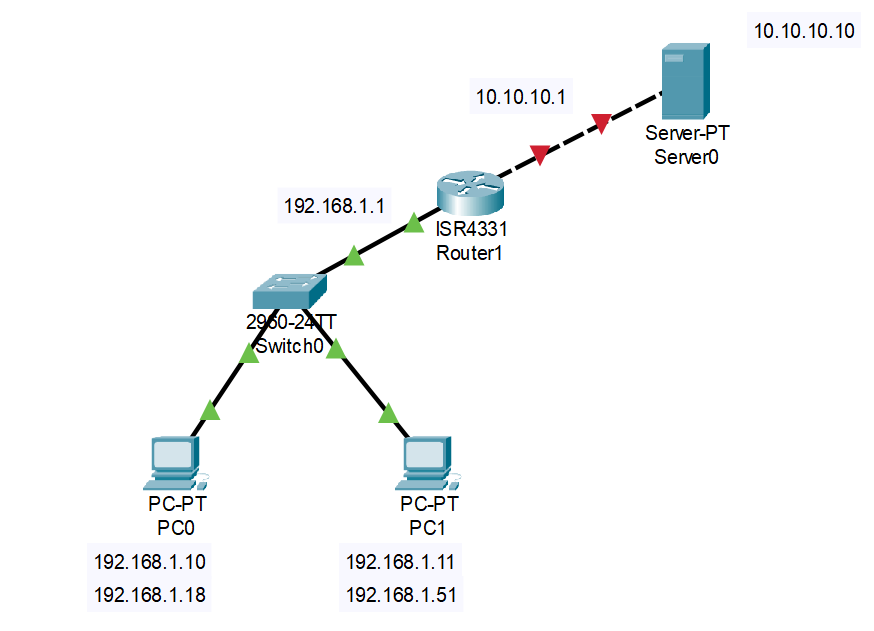 10.10.10.10
10.10.10.1
Server-PT
Server0
192.168.1.1
ISR4331
Router1
2960-24TT
Switch0
PC-PT
PC0
PC-PT
PC1
192.168.1.10
192.168.1.18
192.168.1.11
192.168.1.51